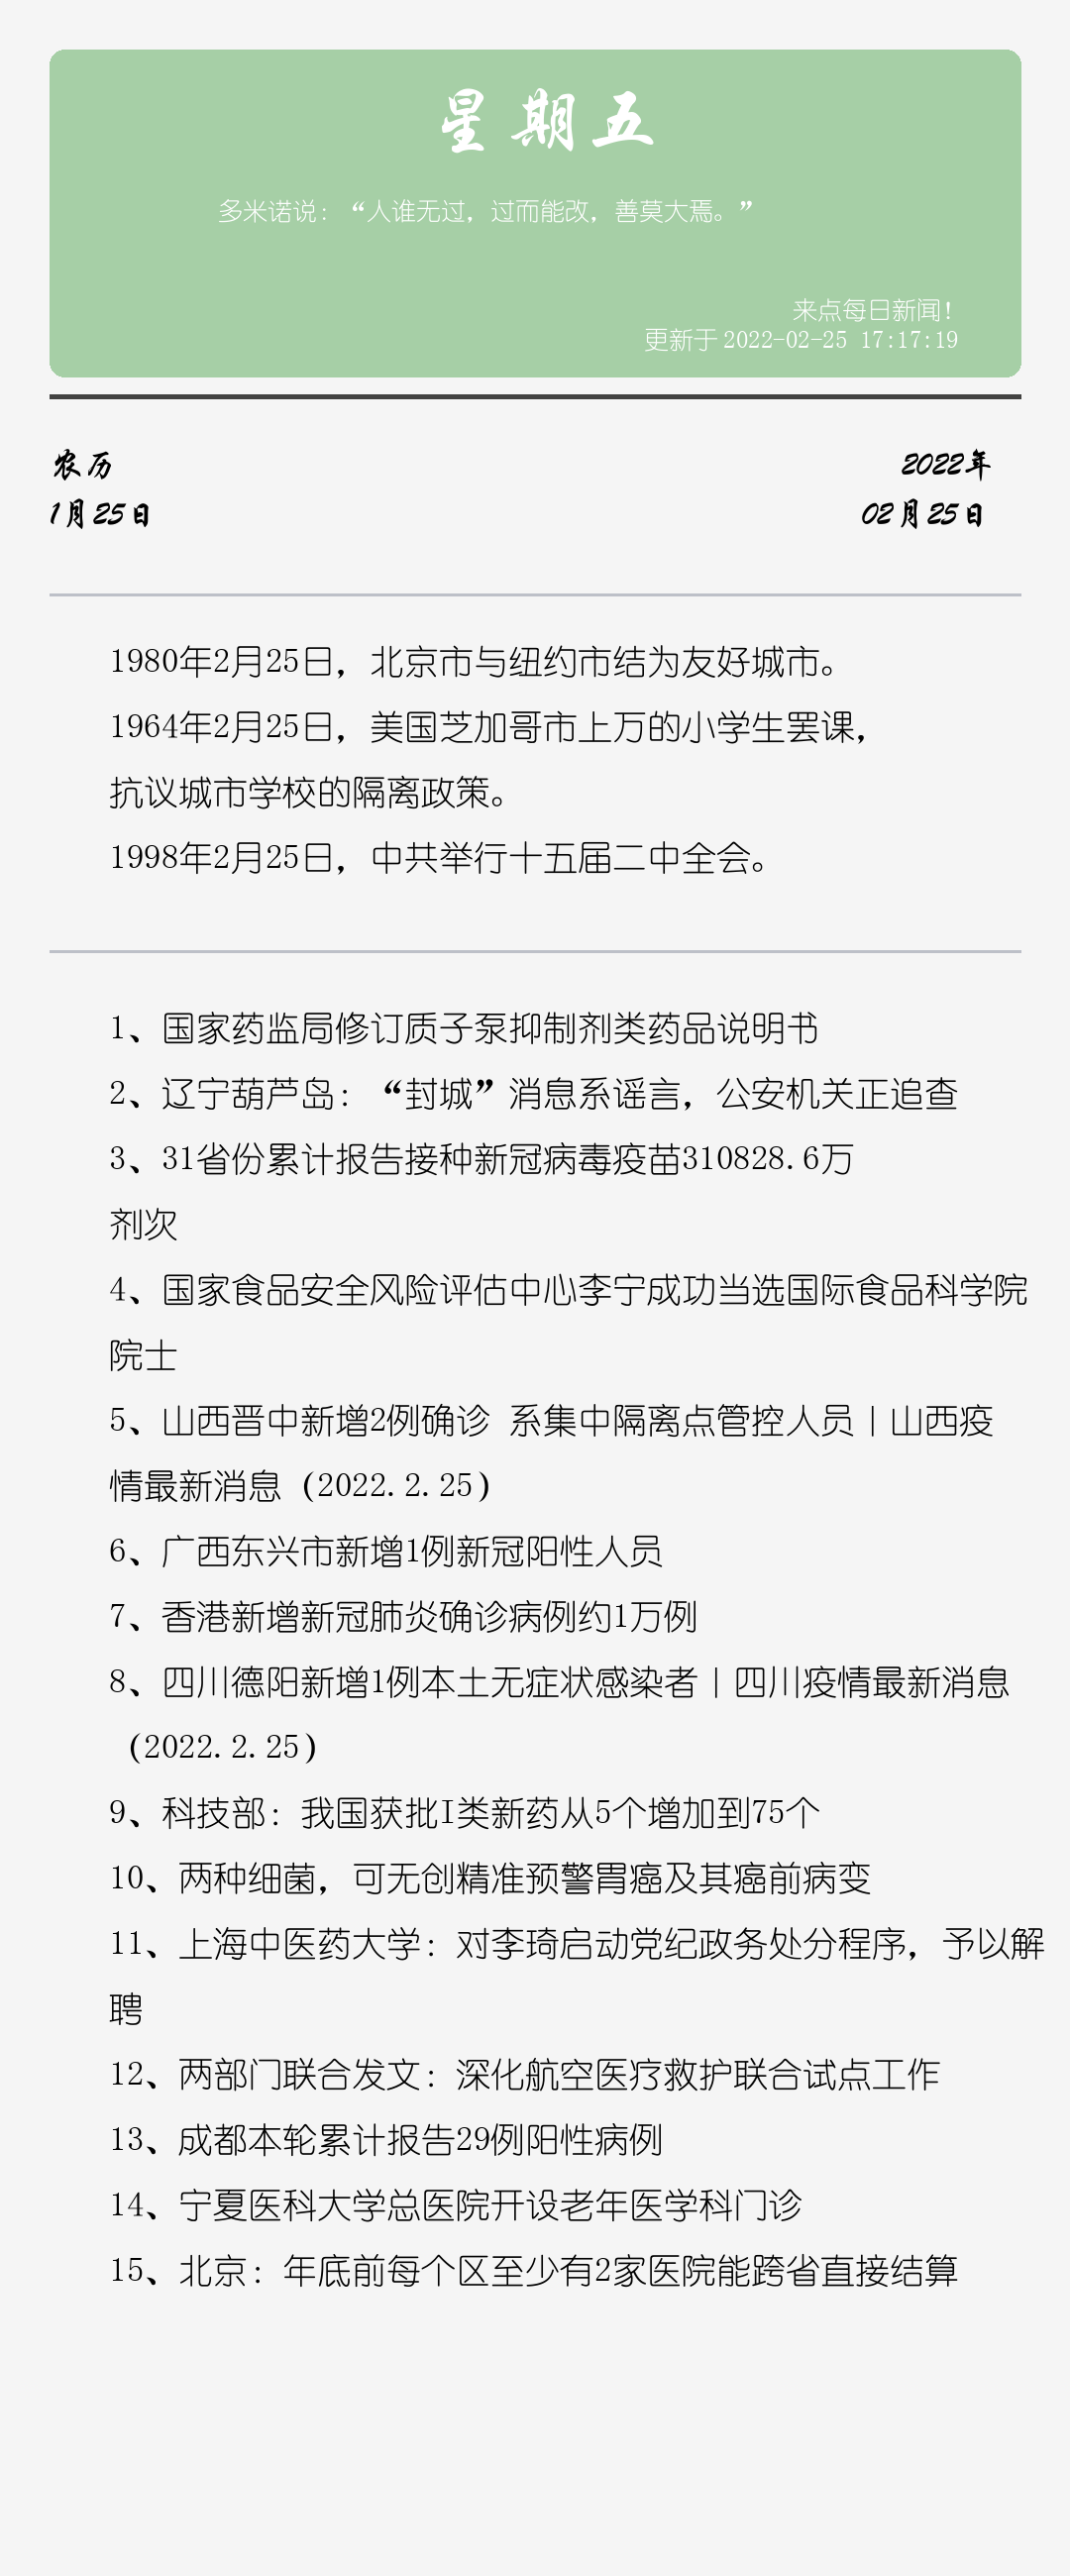 星期五
多米诺说：“人谁无过，过而能改，善莫大焉。”
来点每日新闻！
更新于 2022-02-25 17:17:19
农历
2022年
1月25日
02月25日
1980年2月25日，北京市与纽约市结为友好城市。
1964年2月25日，美国芝加哥市上万的小学生罢课，
抗议城市学校的隔离政策。
1998年2月25日，中共举行十五届二中全会。
1、国家药监局修订质子泵抑制剂类药品说明书
2、辽宁葫芦岛：“封城”消息系谣言，公安机关正追查
3、31省份累计报告接种新冠病毒疫苗310828.6万
剂次
4、国家食品安全风险评估中心李宁成功当选国际食品科学院
院士
5、山西晋中新增2例确诊 系集中隔离点管控人员｜山西疫
情最新消息（2022.2.25）
6、广西东兴市新增1例新冠阳性人员
7、香港新增新冠肺炎确诊病例约1万例
8、四川德阳新增1例本土无症状感染者｜四川疫情最新消息
（2022.2.25）
9、科技部：我国获批I类新药从5个增加到75个
10、两种细菌，可无创精准预警胃癌及其癌前病变
11、上海中医药大学：对李琦启动党纪政务处分程序，予以解
聘
12、两部门联合发文：深化航空医疗救护联合试点工作
13、成都本轮累计报告29例阳性病例
14、宁夏医科大学总医院开设老年医学科门诊
15、北京：年底前每个区至少有2家医院能跨省直接结算